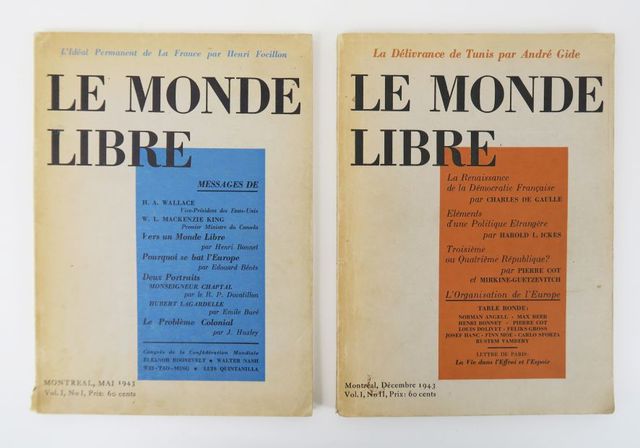 L'Idéal Permanent de La France par Henri Focillon
LE MONDE
LIBRE
MESSAGES DE
H. A. WALLACE
Vice-Président des Etats-Unis
W. L. MACKENZIE KING
Premier Ministre du Canada
Vers un Monde Libre
par Henri Bonnet
Pourquoi se bat l'Europe
par Edouard Bénès
Deux Portraits
MONSEIGNEUR CHAPTAL
par le R. P. Ducatillon
HUBERT LAGARDELLE
par Emile Buré
Le Problème Colonial
par J. Huxley
Congrès de la Confédération Mondiale
ELEANOR ROOSEVELT • WALTER NASH
WEI-TAO-MING • LUIS QUINTANILLA
MONTREAL, MAI 1943
Vol. I, No I, Prix: 60 cents
La Délivrance de Tunis par André Gide
LE MONDE
LIBRE
La Renaissance
de la Démocratie Française
par CHARLES DE GAULLE
Eléments
d'une Politique Etrangère
par HAROLD L. ICKES
Troisième
ou Quatrième République?
par PIERRE COT
et MIRKINE-GUETZEVITCH
L'Organisation de l'Europe
TABLE RONDE:
NORMAN ANGELL - MAX BEER
HENRI BONNET - PIERRE COT
LOUIS DOLIVET - FELIKS GROSS
JOSEF HANC - FINN MOE - CARLO SFORZA
RUSTEM VAMBERY
LETTRE DE PARIS:
La Vie dans l'Effroi et l'Espoir
Montréal, Décembre 1943
Vol. I, No II, Prix: 60 cents